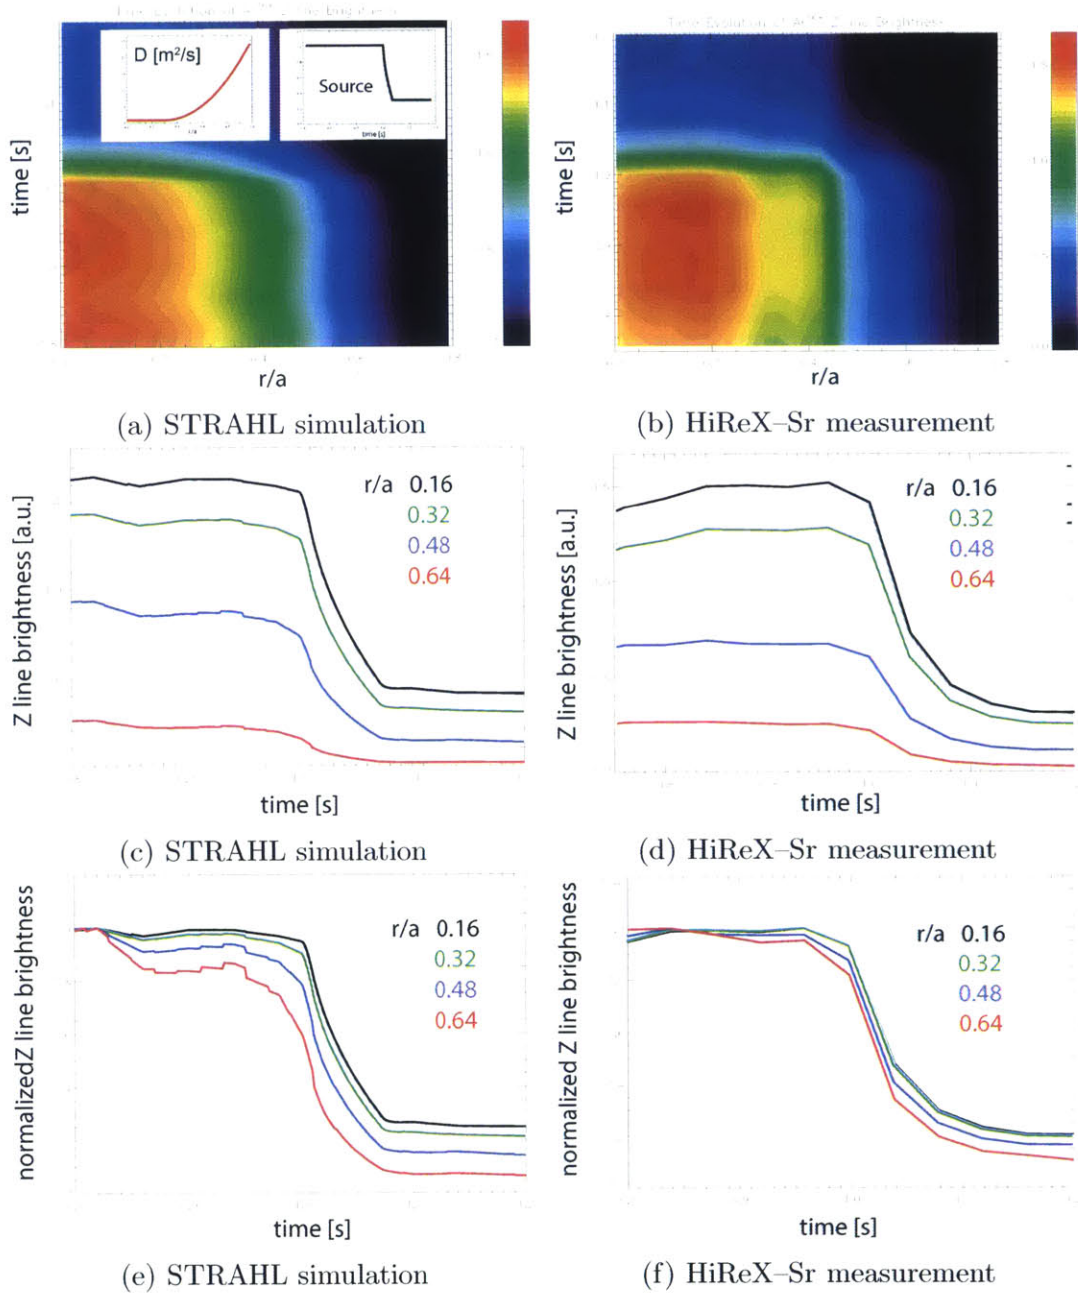 D [m²/s]
Source
time [s]
time [s]
time [s]
r/a
r/a
(a) STRAHL simulation
(b) HiReX–Sr measurement
Z line brightness [a.u.]
r/a 0.16
0.32
0.48
0.64
time [s]
Z line brightness [a.u.]
r/a 0.16
0.32
0.48
0.64
time [s]
(c) STRAHL simulation
(d) HiReX–Sr measurement
normalizedZ line brightness
r/a 0.16
0.32
0.48
0.64
time [s]
normalized Z line brightness
r/a 0.16
0.32
0.48
0.64
time [s]
(e) STRAHL simulation
(f) HiReX–Sr measurement